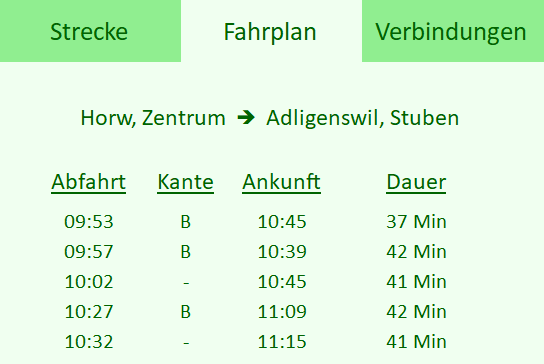 Strecke Fahrplan Verbindungen
Horw, Zentrum ➔ Adligenswil, Stuben
Abfahrt Kante Ankunft Dauer
09:53 B 10:45 37 Min
09:57 B 10:39 42 Min
10:02 - 10:45 41 Min
10:27 B 11:09 42 Min
10:32 - 11:15 41 Min